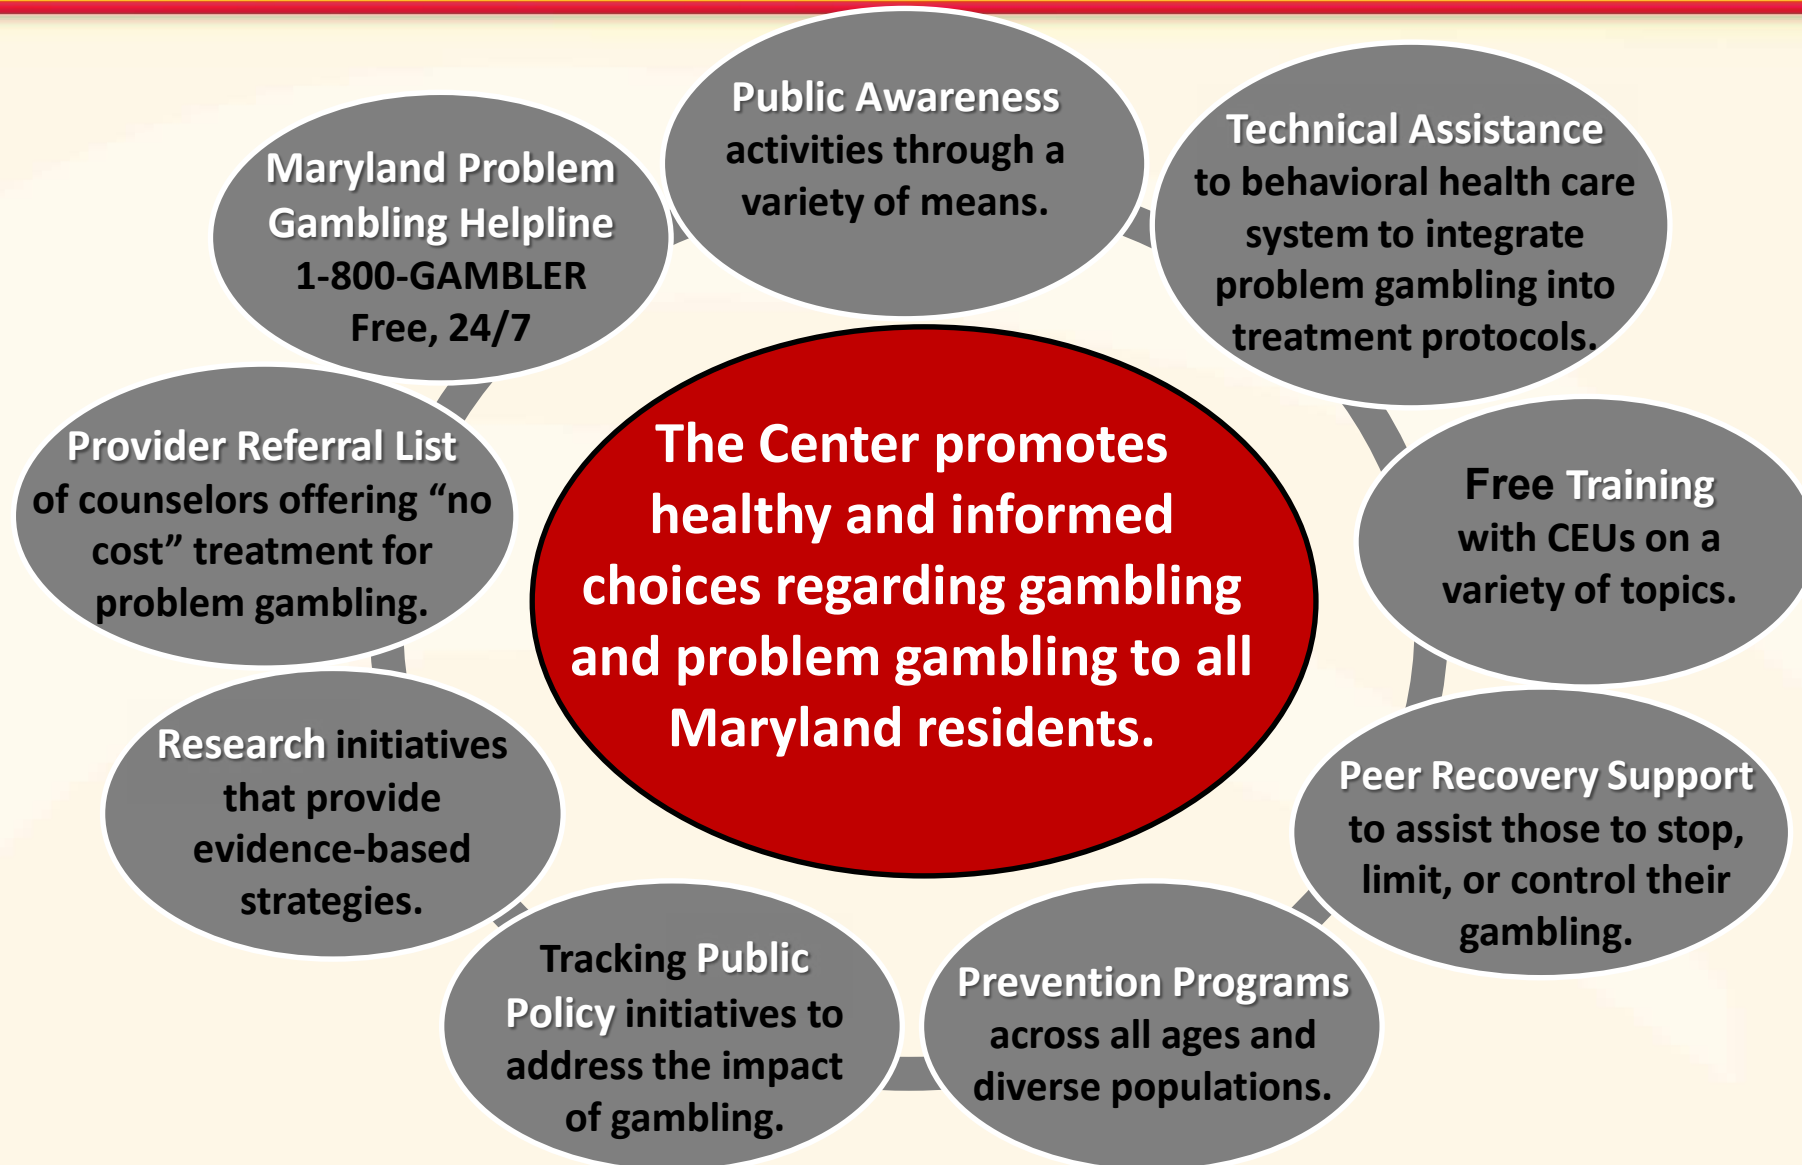 Public Awareness
activities through a
variety of means.
Technical Assistance
to behavioral health care
system to integrate
problem gambling into
treatment protocols.
Free Training
with CEUs on a
variety of topics.
Peer Recovery Support
to assist those to stop,
limit, or control their
gambling.
Prevention Programs
across all ages and
diverse populations.
Tracking Public
Policy initiatives to
address the impact
of gambling.
Research initiatives
that provide
evidence-based
strategies.
Provider Referral List
of counselors offering “no
cost” treatment for
problem gambling.
Maryland Problem
Gambling Helpline
1-800-GAMBLER
Free, 24/7
The Center promotes
healthy and informed
choices regarding gambling
and problem gambling to all
Maryland residents.